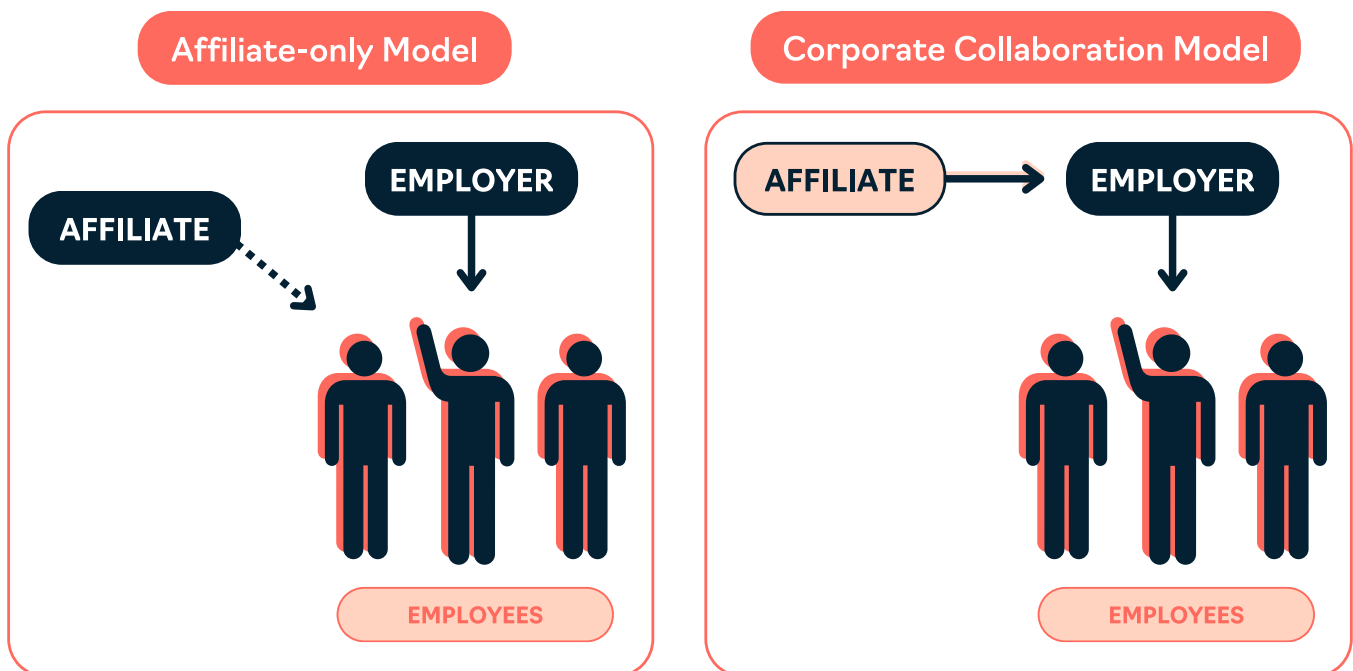 Affiliate-only Model
EMPLOYER
AFFILIATE
EMPLOYEES
Corporate Collaboration Model
AFFILIATE
EMPLOYER
EMPLOYEES